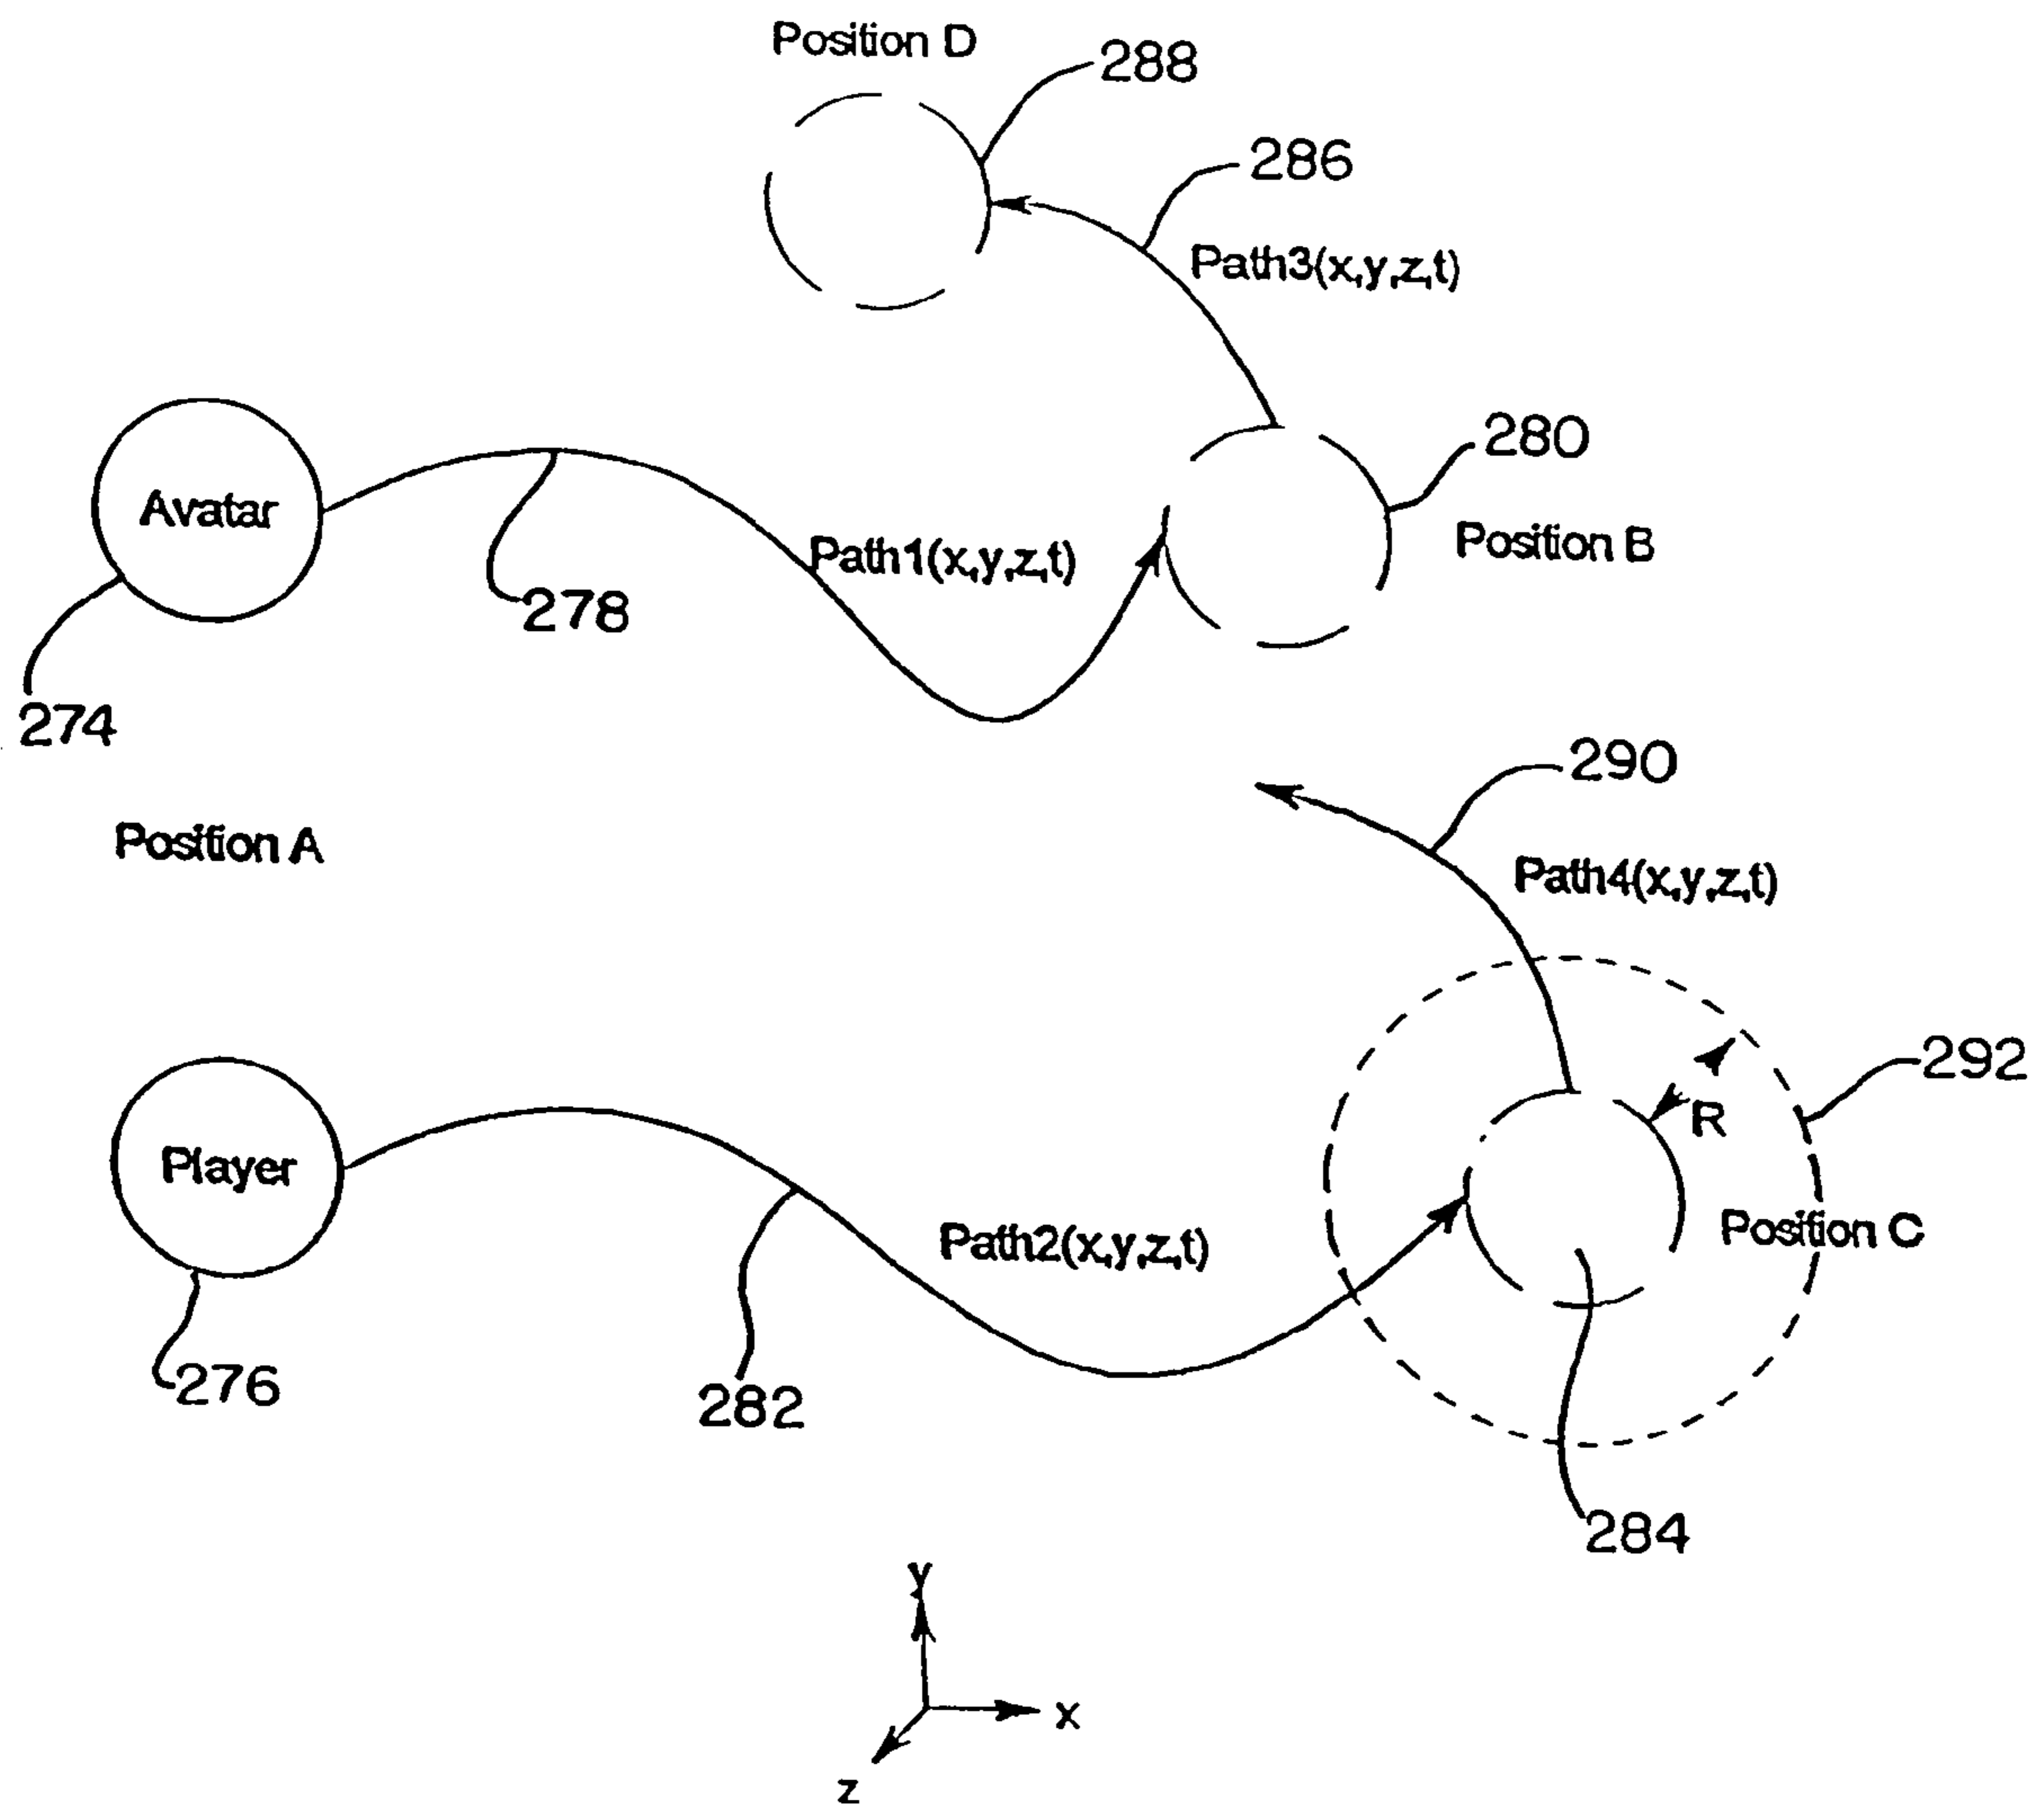 Position D
288
286
Path3(x,y,z,t)
280
Avatar
Position B
Path1(x,y,z,t)
278
274
290
Position A
Path4(x,y,z,t)
292
R
Player
Position C
Path2(x,y,z,t)
276
282
284
y
x
z